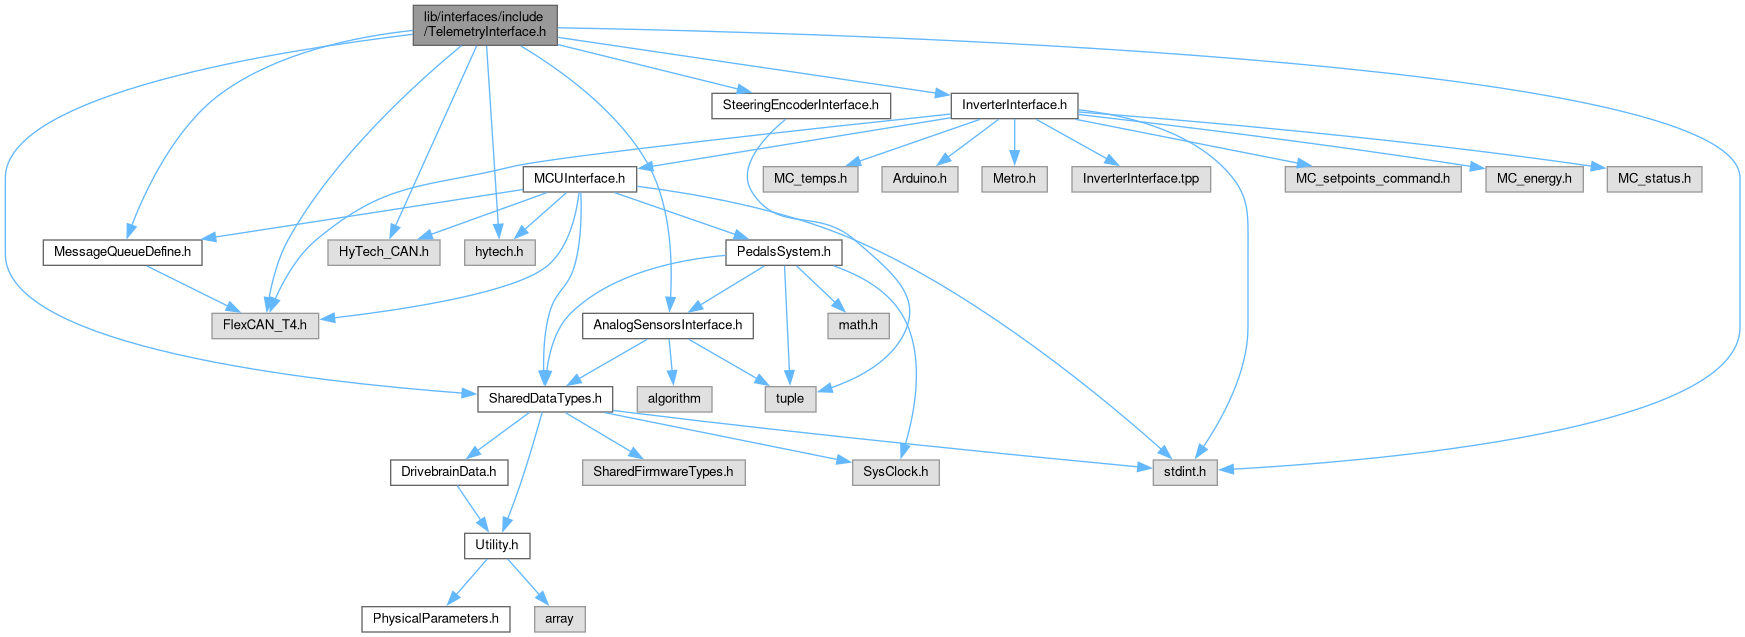 lib/interfaces/include
/TelemetryInterface.h
SteeringEncoderInterface.h
InverterInterface.h
MCUInterface.h
MC_temps.h
Arduino.h
Metro.h
InverterInterface.tpp
MC_setpoints_command.h
MC_energy.h
MC_status.h
MessageQueueDefine.h
HyTech_CAN.h
hytech.h
PedalsSystem.h
FlexCAN_T4.h
AnalogSensorsInterface.h
math.h
SharedDataTypes.h
algorithm
tuple
DrivebrainData.h
SharedFirmwareTypes.h
SysClock.h
stdint.h
Utility.h
PhysicalParameters.h
array